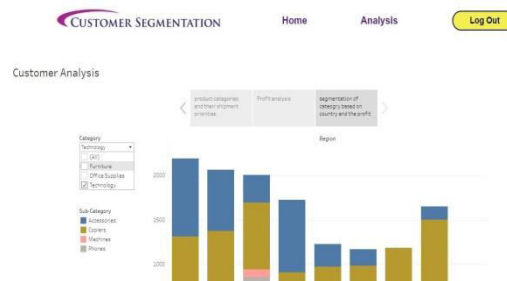 CUSTOMER SEGMENTATION
Home
Analysis
Log Out
Customer Analysis
product categories
and their shipment
priorities
Profit analysis
segmentation of
category based on
country and the profit
Category
Technology
(All)
Furniture
Office Supplies
Technology
Region
Sub-Category
Accessories
Copiers
Machines
Phones
2000
1500
1000